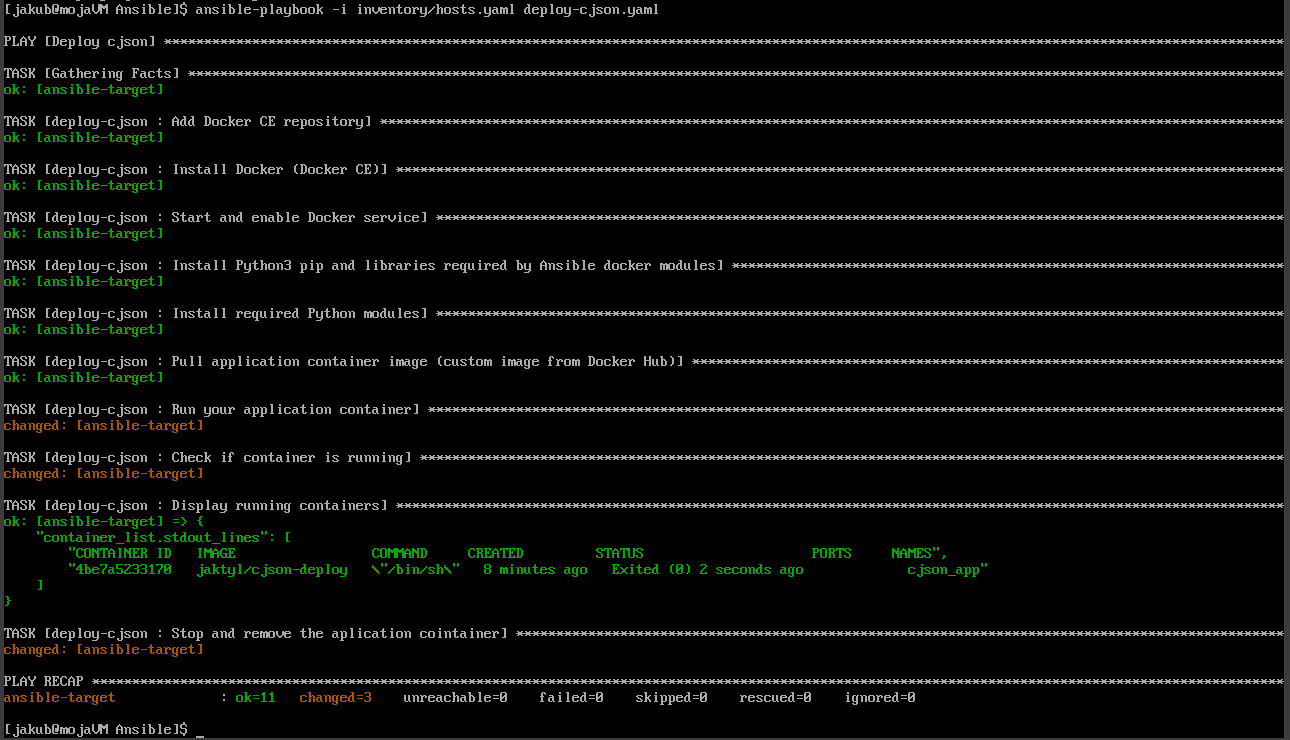 [jakub@mojaVM Ansible]$ ansible-playbook -i inventory/hosts.yaml deploy-cjson.yaml
PLAY [Deploy cjson] ********************************************************************************************************************************************
TASK [Gathering Facts] *****************************************************************************************************************************************
ok: [ansible-target]
TASK [deploy-cjson : Add Docker CE repository] *****************************************************************************************************************
ok: [ansible-target]
TASK [deploy-cjson : Install Docker (Docker CE)] ***************************************************************************************************************
ok: [ansible-target]
TASK [deploy-cjson : Start and enable Docker service] **********************************************************************************************************
ok: [ansible-target]
TASK [deploy-cjson : Install Python3 pip and libraries required by Ansible docker modules] *********************************************************************
ok: [ansible-target]
TASK [deploy-cjson : Install required Python modules] **********************************************************************************************************
ok: [ansible-target]
TASK [deploy-cjson : Pull application container image (custom image from Docker Hub)] **************************************************************************
ok: [ansible-target]
TASK [deploy-cjson : Run your application container] ***********************************************************************************************************
changed: [ansible-target]
TASK [deploy-cjson : Check if container is running] ************************************************************************************************************
changed: [ansible-target]
TASK [deploy-cjson : Display running containers] ***************************************************************************************************************
ok: [ansible-target] => {
    "container_list.stdout_lines": [
        "CONTAINER ID   IMAGE                 COMMAND     CREATED         STATUS                     PORTS     NAMES",
        "4be7a5233170   jaktyl/cjson-deploy   \"/bin/sh\"   8 minutes ago   Exited (0) 2 seconds ago             cjson_app"
    ]
}
TASK [deploy-cjson : Stop and remove the aplication cointainer] ************************************************************************************************
changed: [ansible-target]
PLAY RECAP *****************************************************************************************************************************************************
ansible-target             : ok=11   changed=3    unreachable=0    failed=0    skipped=0    rescued=0    ignored=0
[jakub@mojaVM Ansible]$ _